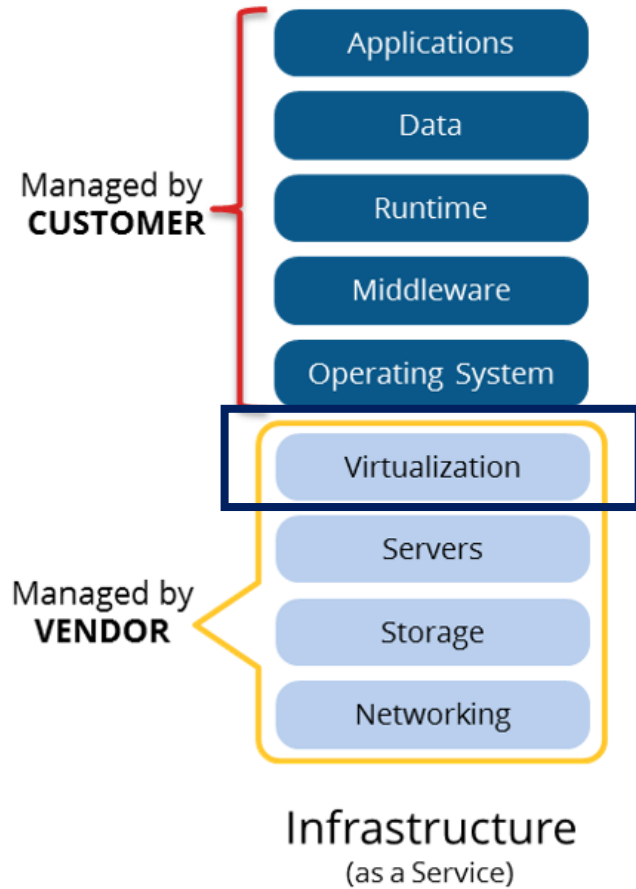 Applications
Data
Managed by
CUSTOMER
Runtime
Middleware
Operating System
Virtualization
Servers
Managed by
VENDOR
Storage
Networking
Infrastructure
(as a Service)